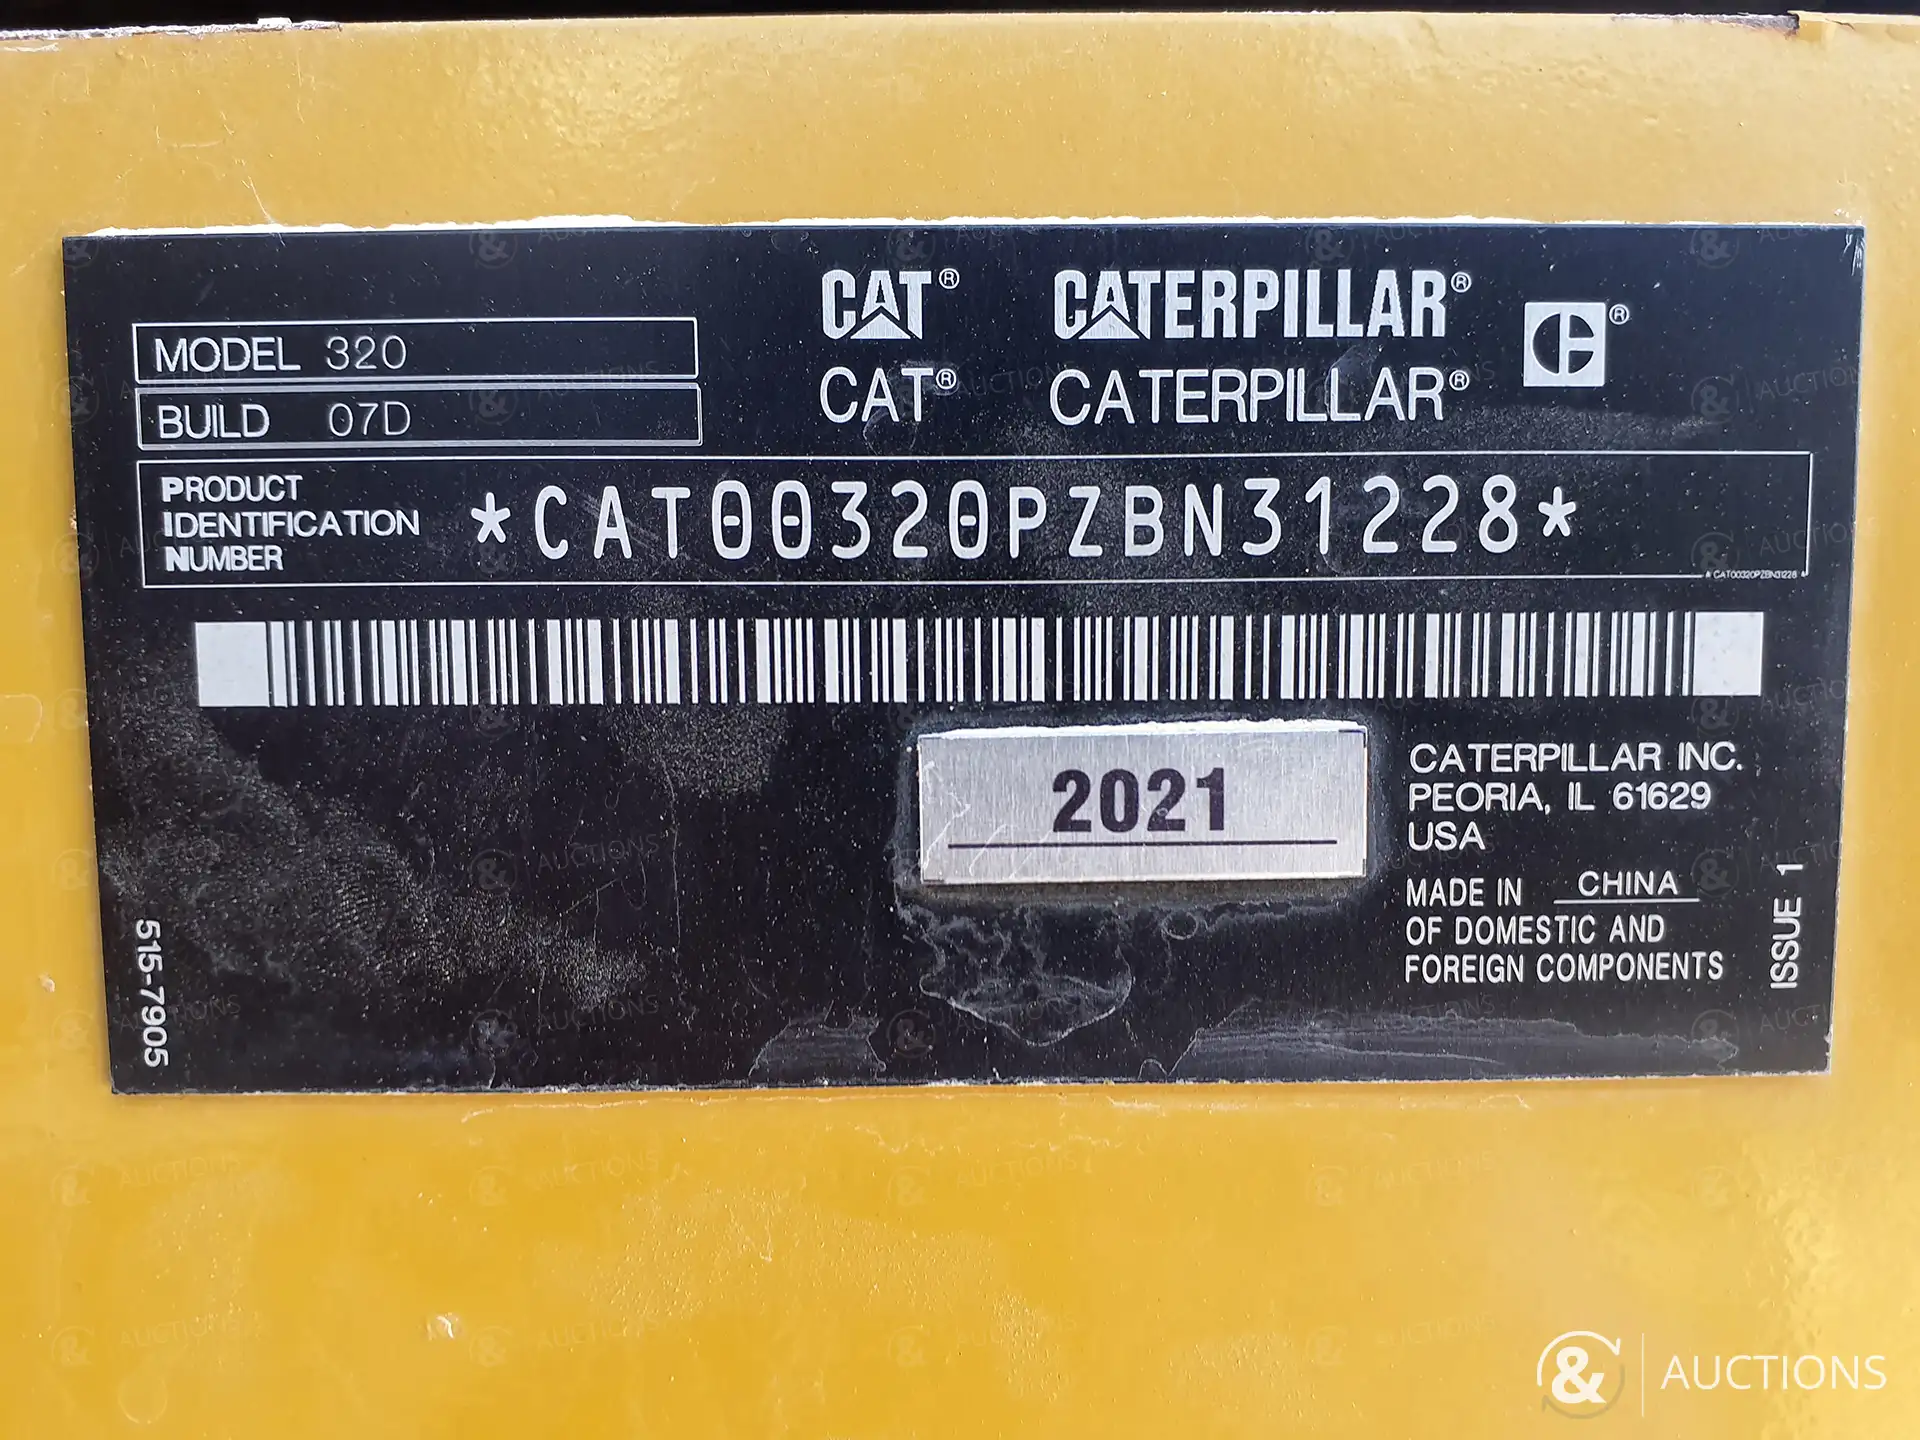 CAT® CATERPILLAR® C®
MODEL 320
CAT® CATERPILLAR®
BUILD 07D
PRODUCT
IDENTIFICATION
NUMBER
*CAT00320PZBN31228*
* CAT00320PZBN31228 *
2021
CATERPILLAR INC.
PEORIA, IL 61629
USA
MADE IN CHINA
OF DOMESTIC AND
FOREIGN COMPONENTS
ISSUE 1
515-7905
& AUCTIONS